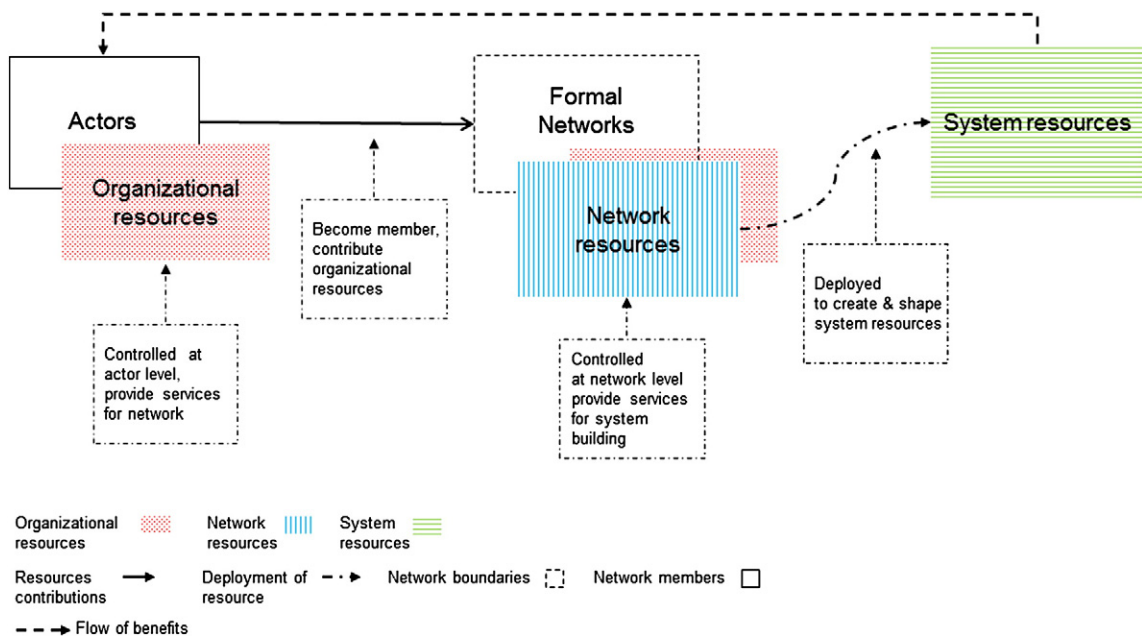 Actors
Organizational
resources
Formal
Networks
Network
resources
System resources
Become member,
contribute
organizational
resources
Deployed
to create & shape
system resources
Controlled at
actor level,
provide services
for network
Controlled
at network level
provide services
for system
building
Organizational
resources
Network
resources
System
resources
Resources
contributions
Deployment of
resource
Network boundaries
Network members
Flow of benefits